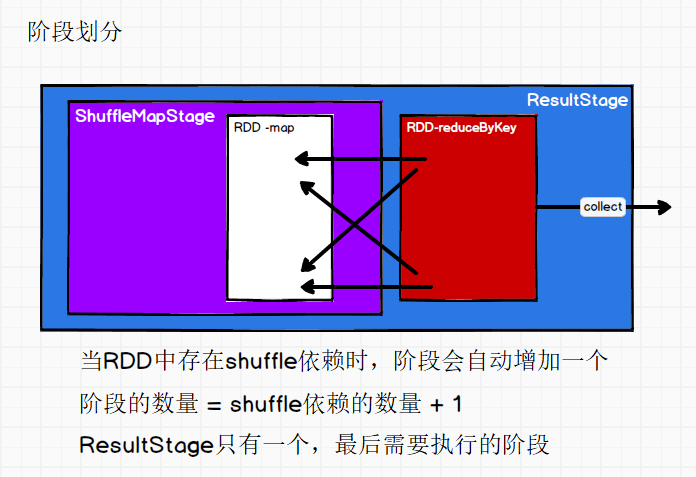 阶段划分
ResultStage
ShuffleMapStage
RDD -map
RDD-reduceByKey
collect
当RDD中存在shuffle依赖时，阶段会自动增加一个
阶段的数量 = shuffle依赖的数量 + 1
ResultStage只有一个，最后需要执行的阶段